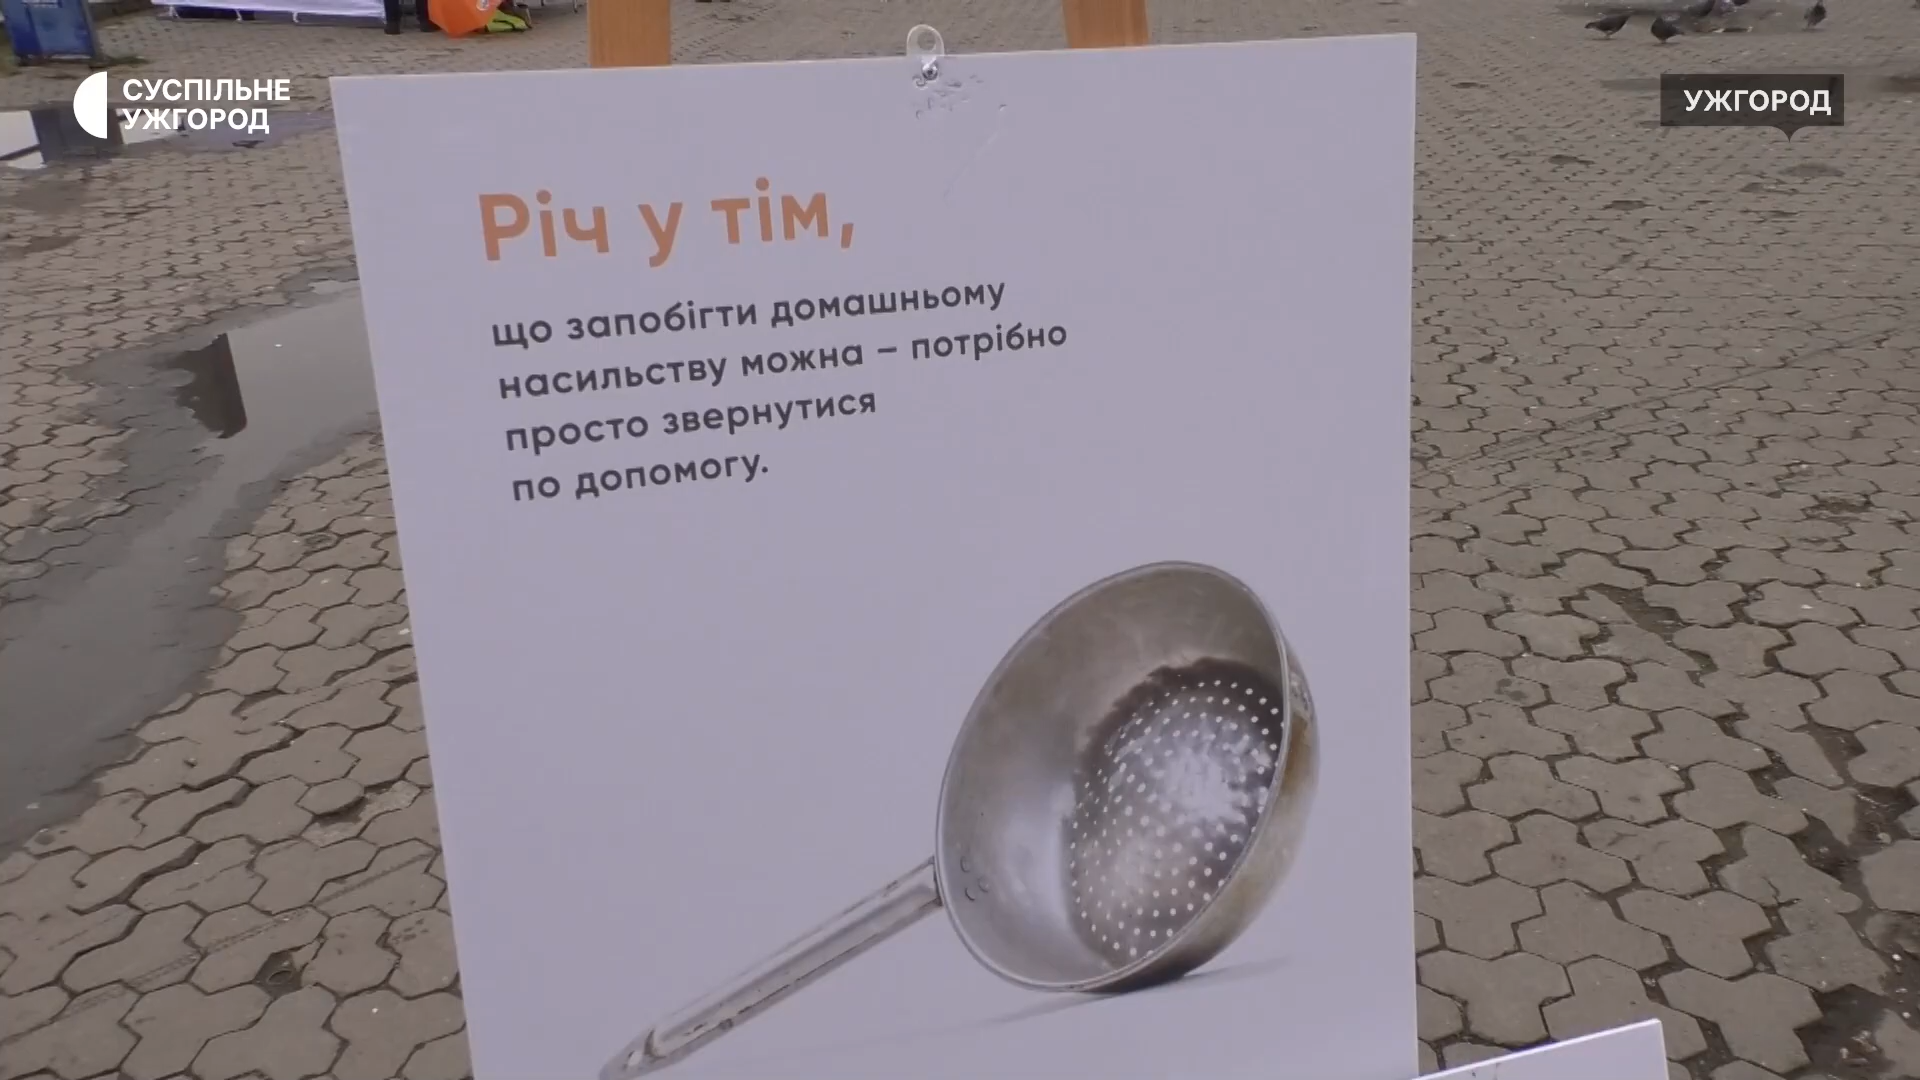 СУСПІЛЬНЕ
УЖГОРОД
УЖГОРОД
Річ у тім,
що запобігти домашньому
насильству можна – потрібно
просто звернутися
по допомогу.